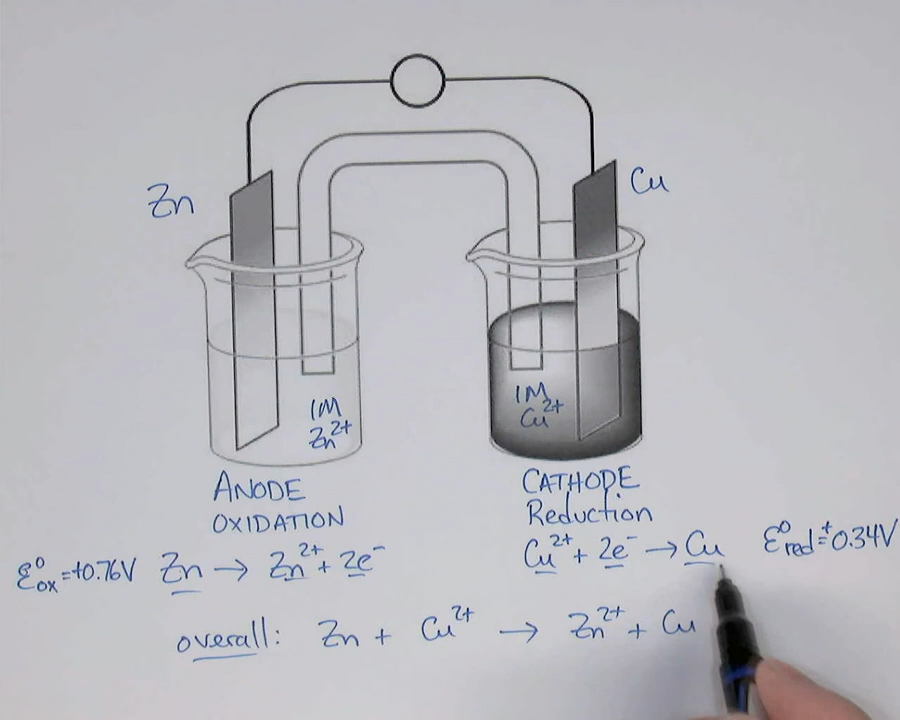 Zn
Cu
1M
Zn²⁺
1M
Cu²⁺
ANODE
OXIDATION
CATHODE
Reduction
ℰ°ox = +0.76V Zn → Zn²⁺ + 2e⁻
Cu²⁺ + 2e⁻ → Cu ℰ°red = +0.34V
overall: Zn + Cu²⁺ → Zn²⁺ + Cu